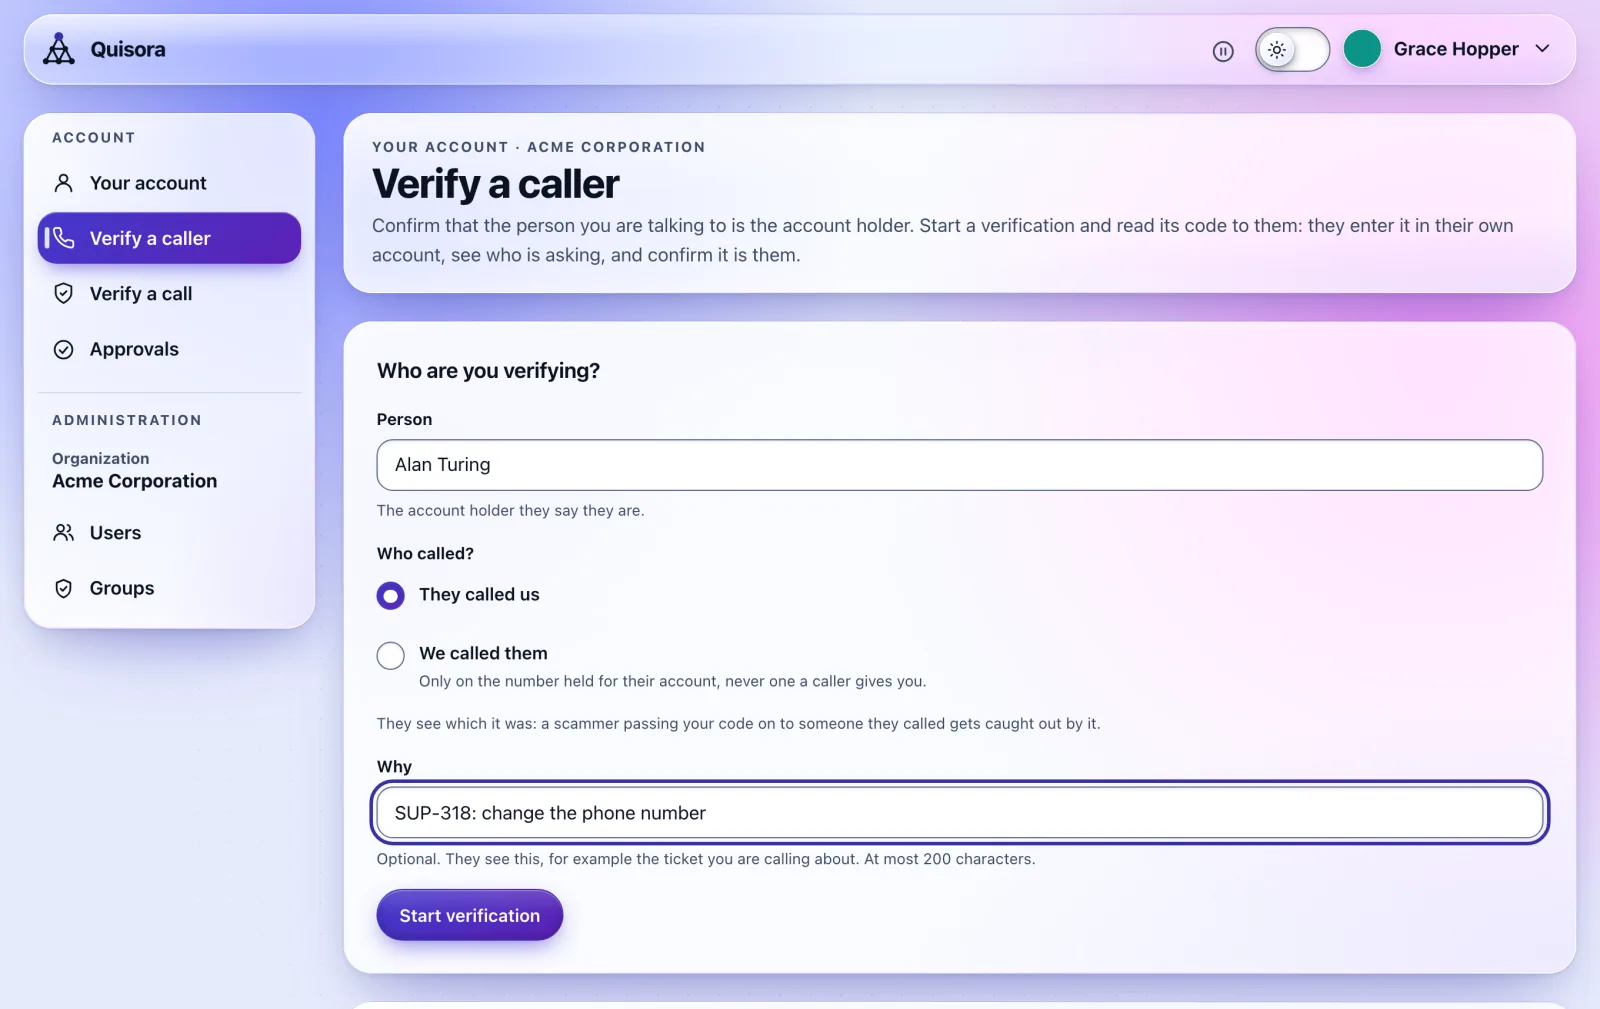 Quisora
Grace Hopper
ACCOUNT
Your account
Verify a caller
Verify a call
Approvals
ADMINISTRATION
Organization
Acme Corporation
Users
Groups
YOUR ACCOUNT · ACME CORPORATION
Verify a caller
Confirm that the person you are talking to is the account holder. Start a verification and read its code to them: they enter it in their own
account, see who is asking, and confirm it is them.
Who are you verifying?
Person
Alan Turing
The account holder they say they are.
Who called?
They called us
We called them
Only on the number held for their account, never one a caller gives you.
They see which it was: a scammer passing your code on to someone they called gets caught out by it.
Why
SUP-318: change the phone number
Optional. They see this, for example the ticket you are calling about. At most 200 characters.
Start verification